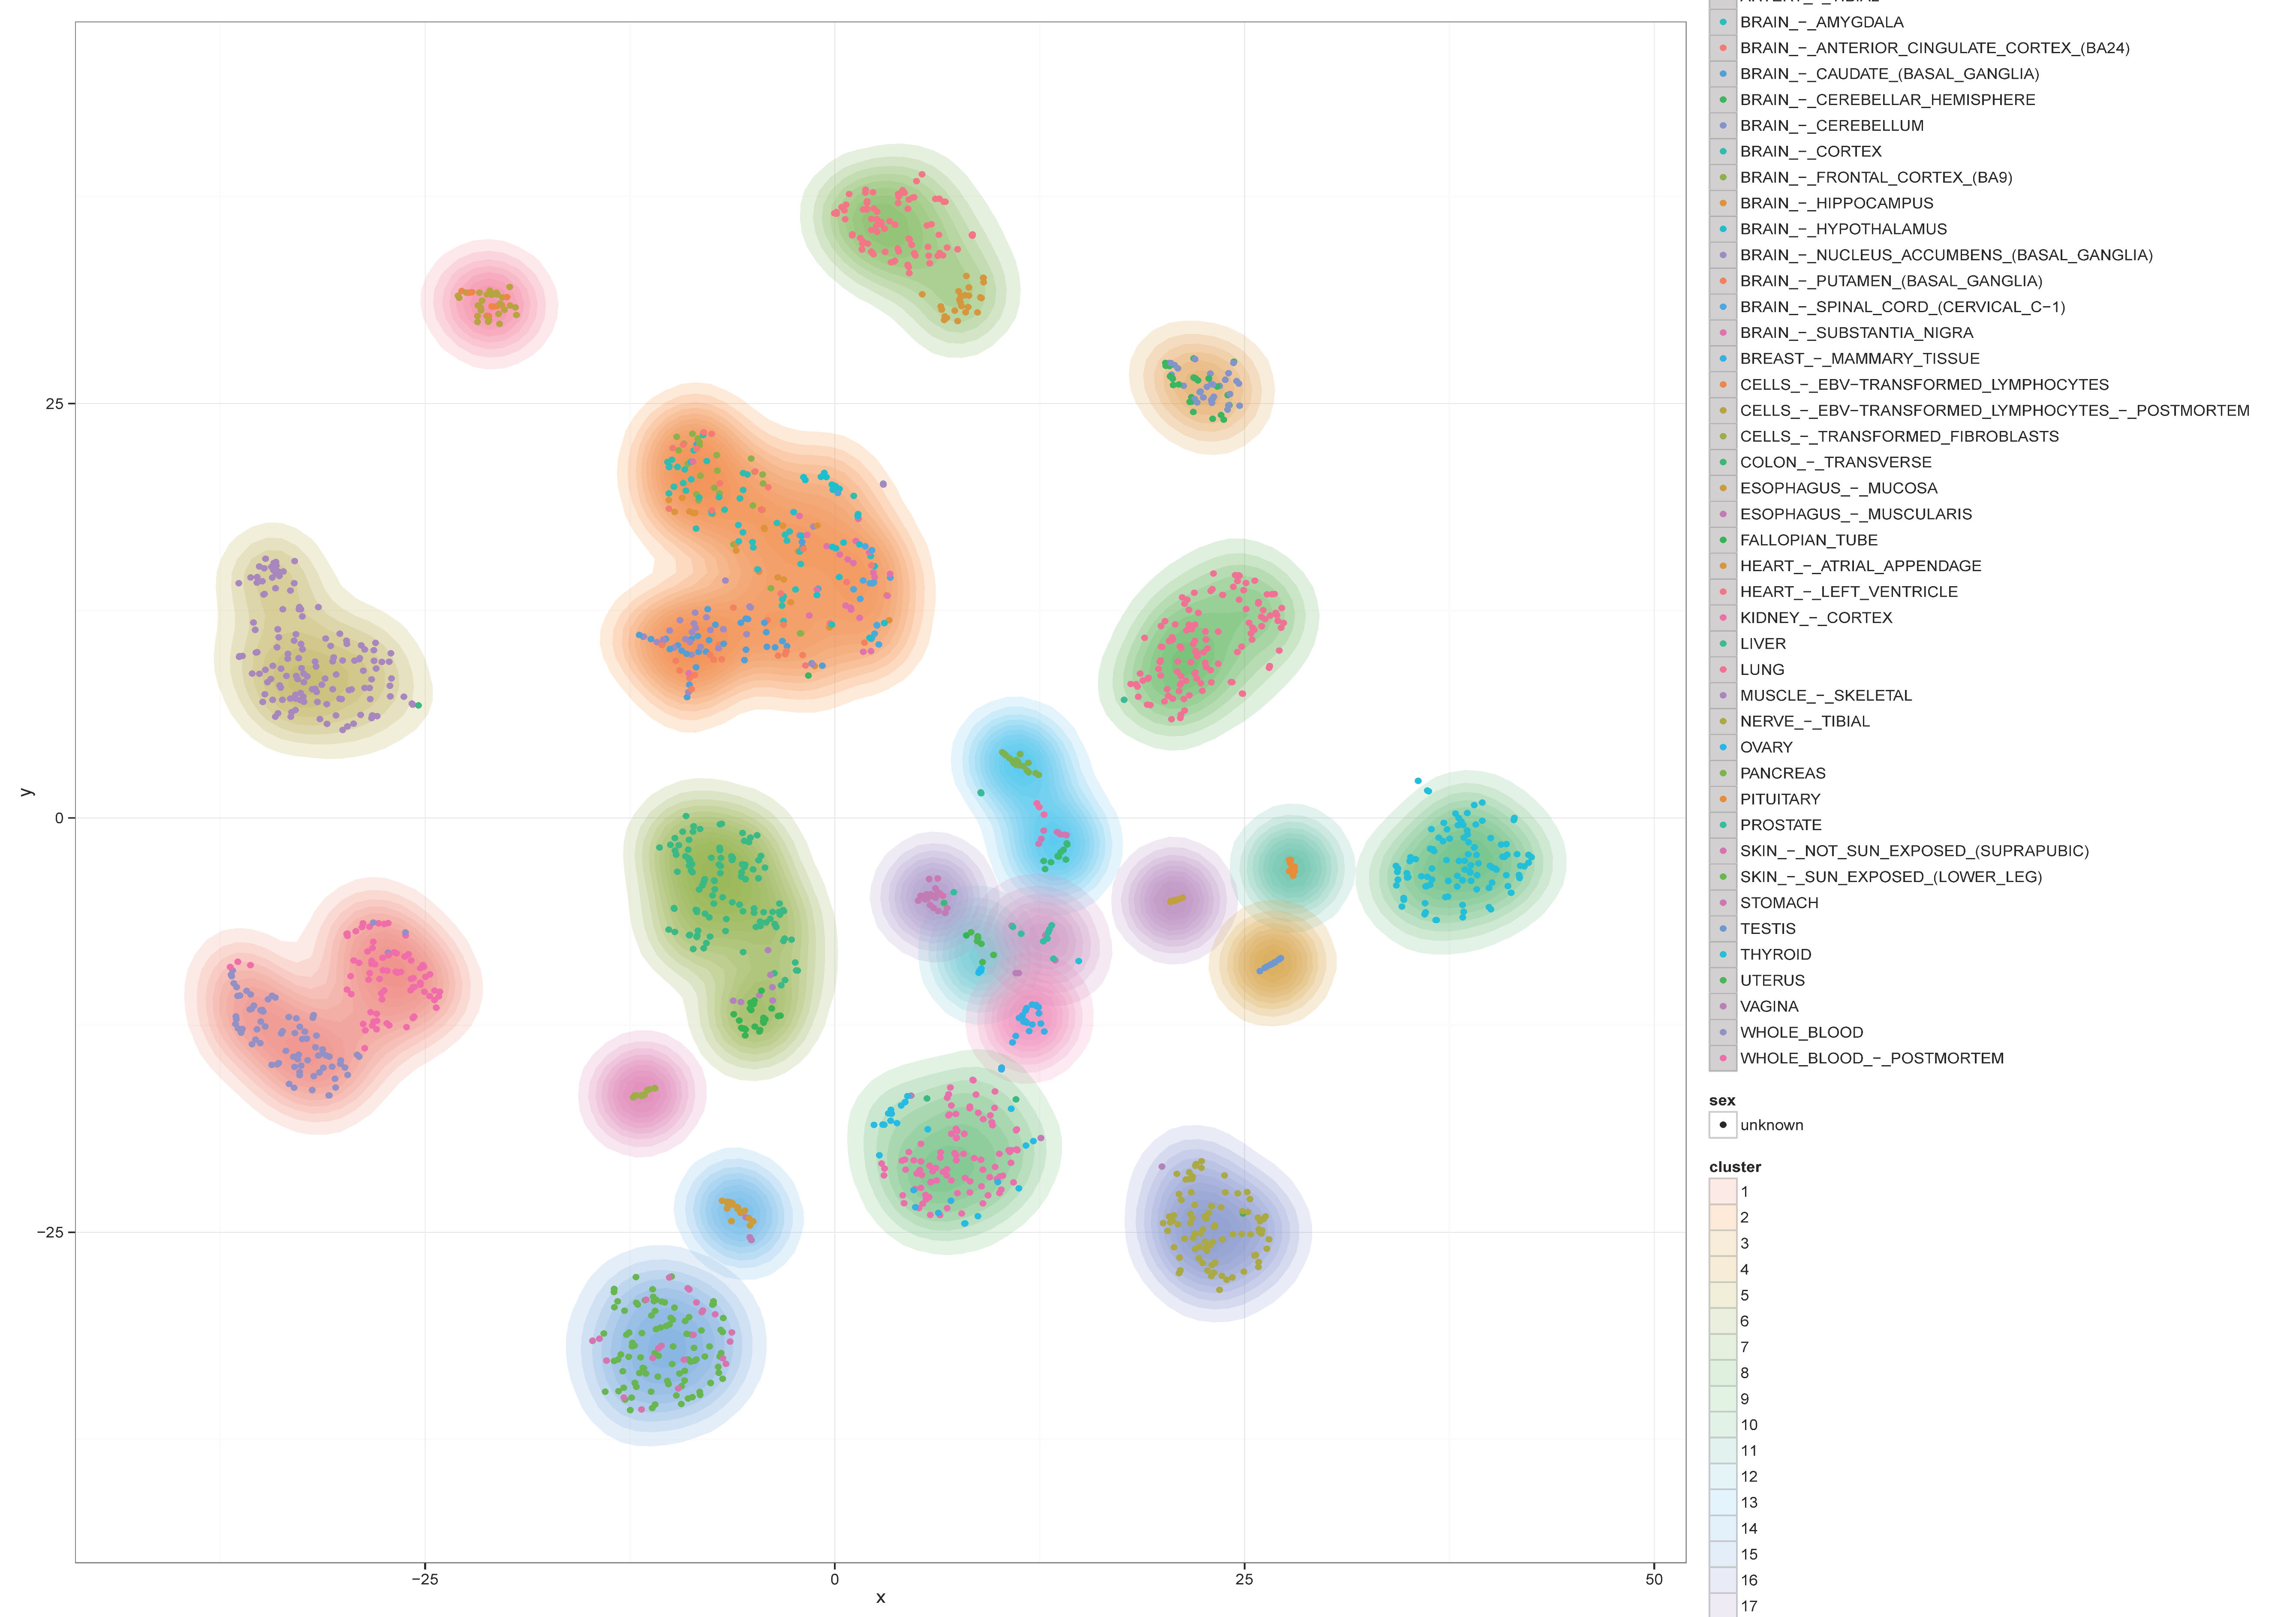 25
0
−25
−25
0
25
50
x
y
BRAIN_−_AMYGDALA
BRAIN_−_ANTERIOR_CINGULATE_CORTEX_(BA24)
BRAIN_−_CAUDATE_(BASAL_GANGLIA)
BRAIN_−_CEREBELLAR_HEMISPHERE
BRAIN_−_CEREBELLUM
BRAIN_−_CORTEX
BRAIN_−_FRONTAL_CORTEX_(BA9)
BRAIN_−_HIPPOCAMPUS
BRAIN_−_HYPOTHALAMUS
BRAIN_−_NUCLEUS_ACCUMBENS_(BASAL_GANGLIA)
BRAIN_−_PUTAMEN_(BASAL_GANGLIA)
BRAIN_−_SPINAL_CORD_(CERVICAL_C−1)
BRAIN_−_SUBSTANTIA_NIGRA
BREAST_−_MAMMARY_TISSUE
CELLS_−_EBV−TRANSFORMED_LYMPHOCYTES
CELLS_−_EBV−TRANSFORMED_LYMPHOCYTES_−_POSTMORTEM
CELLS_−_TRANSFORMED_FIBROBLASTS
COLON_−_TRANSVERSE
ESOPHAGUS_−_MUCOSA
ESOPHAGUS_−_MUSCULARIS
FALLOPIAN_TUBE
HEART_−_ATRIAL_APPENDAGE
HEART_−_LEFT_VENTRICLE
KIDNEY_−_CORTEX
LIVER
LUNG
MUSCLE_−_SKELETAL
NERVE_−_TIBIAL
OVARY
PANCREAS
PITUITARY
PROSTATE
SKIN_−_NOT_SUN_EXPOSED_(SUPRAPUBIC)
SKIN_−_SUN_EXPOSED_(LOWER_LEG)
STOMACH
TESTIS
THYROID
UTERUS
VAGINA
WHOLE_BLOOD
WHOLE_BLOOD_−_POSTMORTEM
sex
unknown
cluster
1
2
3
4
5
6
7
8
9
10
11
12
13
14
15
16
17